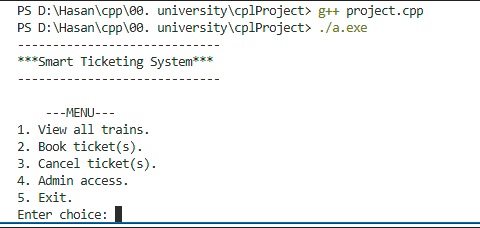 PS D:\Hasan\cpp\00. university\cplProject> g++ project.cpp
PS D:\Hasan\cpp\00. university\cplProject> ./a.exe
----------------------------
***Smart Ticketing System***
----------------------------
---MENU---
1. View all trains.
2. Book ticket(s).
3. Cancel ticket(s).
4. Admin access.
5. Exit.
Enter choice: